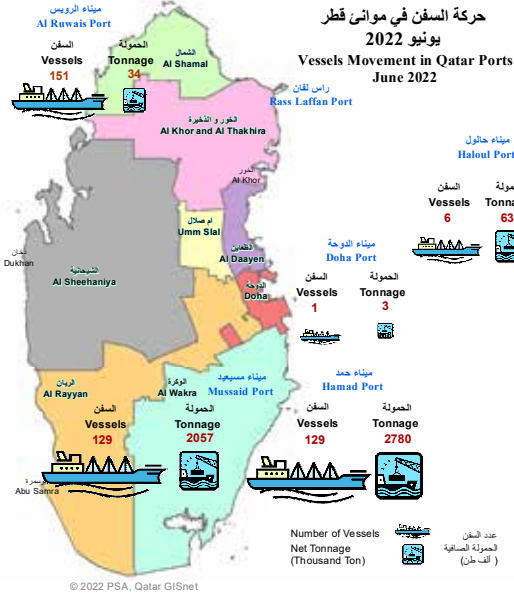 حركة السفن في موانئ قطر
يونيو 2022
Vessels Movement in Qatar Ports
June 2022
ميناء الرويس
Al Ruwais Port
السفن الحمولة
Vessels Tonnage
151 34
الشمال
Al Shamal
راس لفان
Rass Laffan Port
الخور و الذخيرة
Al Khor and Al Thakhira
ميناء حالول
Haloul Port
الخور
Al Khor
السفن
Vessels
6 63
ام صلال
Umm Slal
الظعاين
Al Daayen
دخان
Dukhan
الشيحانية
Al Sheehaniya
ميناء الدوحة
Doha Port
السفن الحمولة
Vessels Tonnage
1 3
الدوحة
Doha
الريان
Al Rayyan
الوكرة
Al Wakra
ميناء مسيعيد
Mussaid Port
ميناء حمد
Hamad Port
السفن الحمولة
Vessels Tonnage
129 2057
السفن الحمولة
Vessels Tonnage
129 2780
Abu Samra
Number of Vessels عدد السفن
Net Tonnage الحمولة الصافية
(Thousand Ton) ( ألف طن)
© 2022 PSA, Qatar GISnet